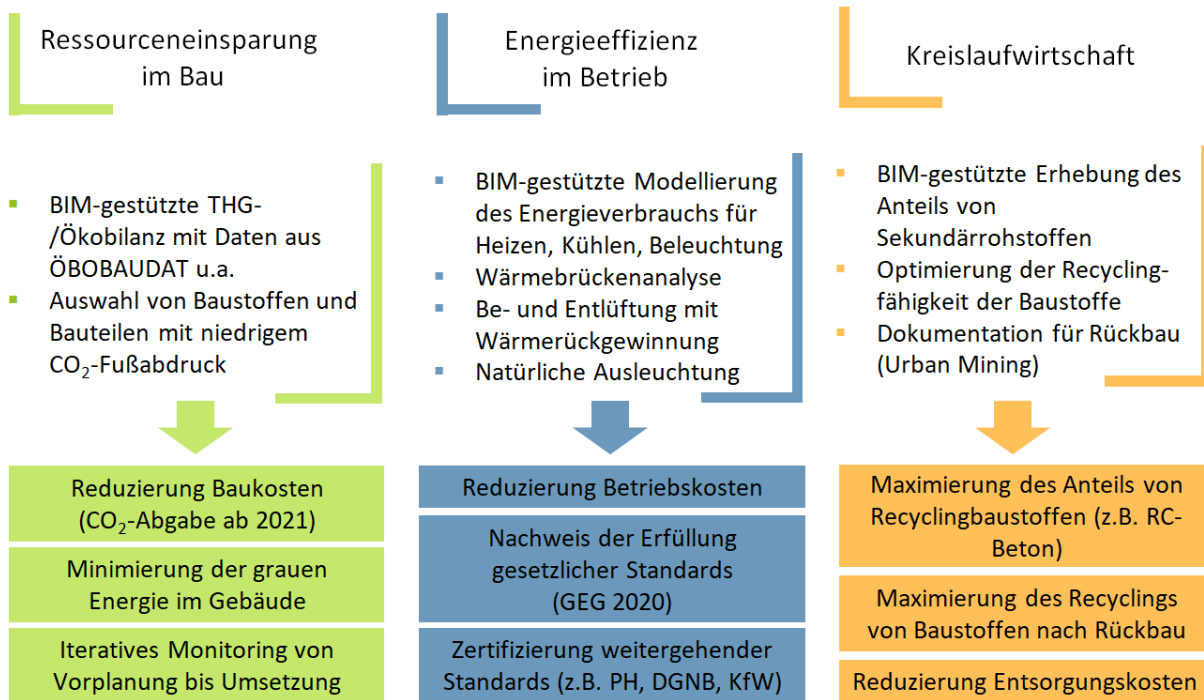 Ressourceneinsparung
im Bau
▪ BIM-gestützte THG-
/Ökobilanz mit Daten aus
ÖBOBAUDAT u.a.
▪ Auswahl von Baustoffen und
Bauteilen mit niedrigem
CO₂-Fußabdruck
Reduzierung Baukosten
(CO₂-Abgabe ab 2021)
Minimierung der grauen
Energie im Gebäude
Iteratives Monitoring von
Vorplanung bis Umsetzung
Energieeffizienz
im Betrieb
▪ BIM-gestützte Modellierung
des Energieverbrauchs für
Heizen, Kühlen, Beleuchtung
▪ Wärmebrückenanalyse
▪ Be- und Entlüftung mit
Wärmerückgewinnung
▪ Natürliche Ausleuchtung
Reduzierung Betriebskosten
Nachweis der Erfüllung
gesetzlicher Standards
(GEG 2020)
Zertifizierung weitergehender
Standards (z.B. PH, DGNB, KfW)
Kreislaufwirtschaft
▪ BIM-gestützte Erhebung des
Anteils von
Sekundärrohstoffen
▪ Optimierung der Recycling-
fähigkeit der Baustoffe
▪ Dokumentation für Rückbau
(Urban Mining)
Maximierung des Anteils von
Recyclingbaustoffen (z.B. RC-
Beton)
Maximierung des Recyclings
von Baustoffen nach Rückbau
Reduzierung Entsorgungskosten